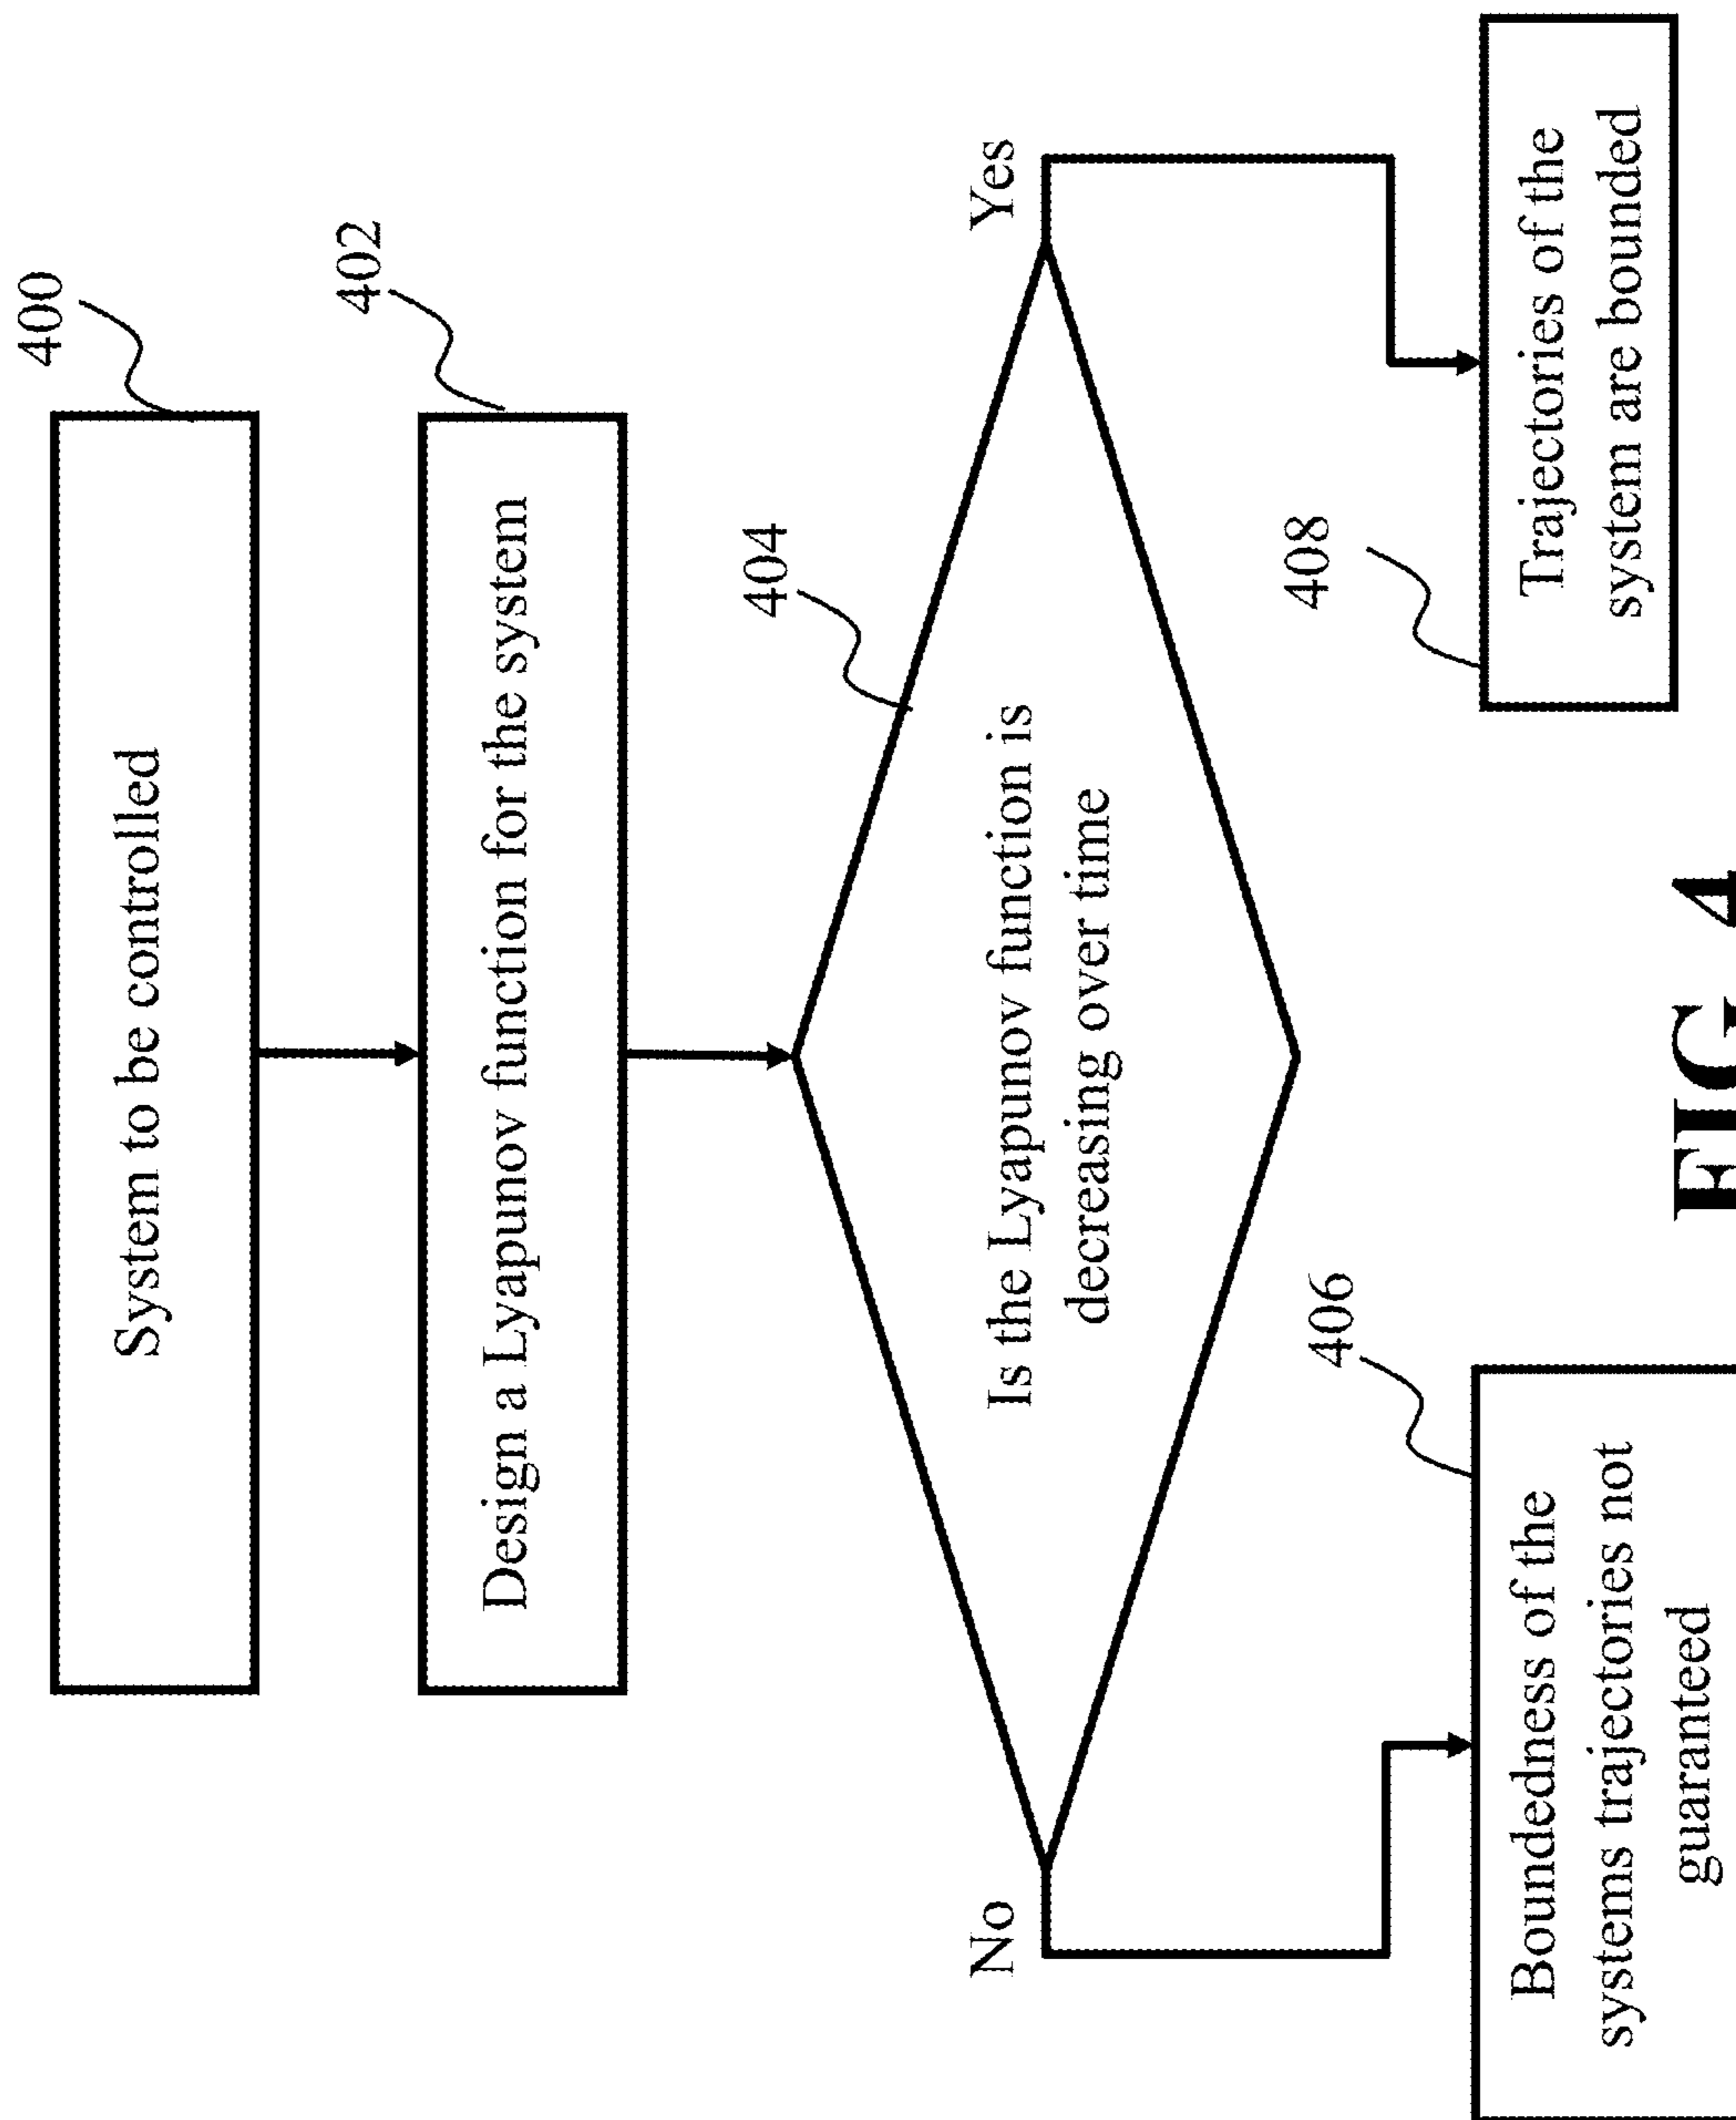 400
System to be controlled
402
Design a Lyapunov function for the system
404
Is the Lyapunov function is
decreasing over time
No
Yes
406
Boundedness of the
systems trajectories not
guaranteed
408
Trajectories of the
system are bounded
FIG 4